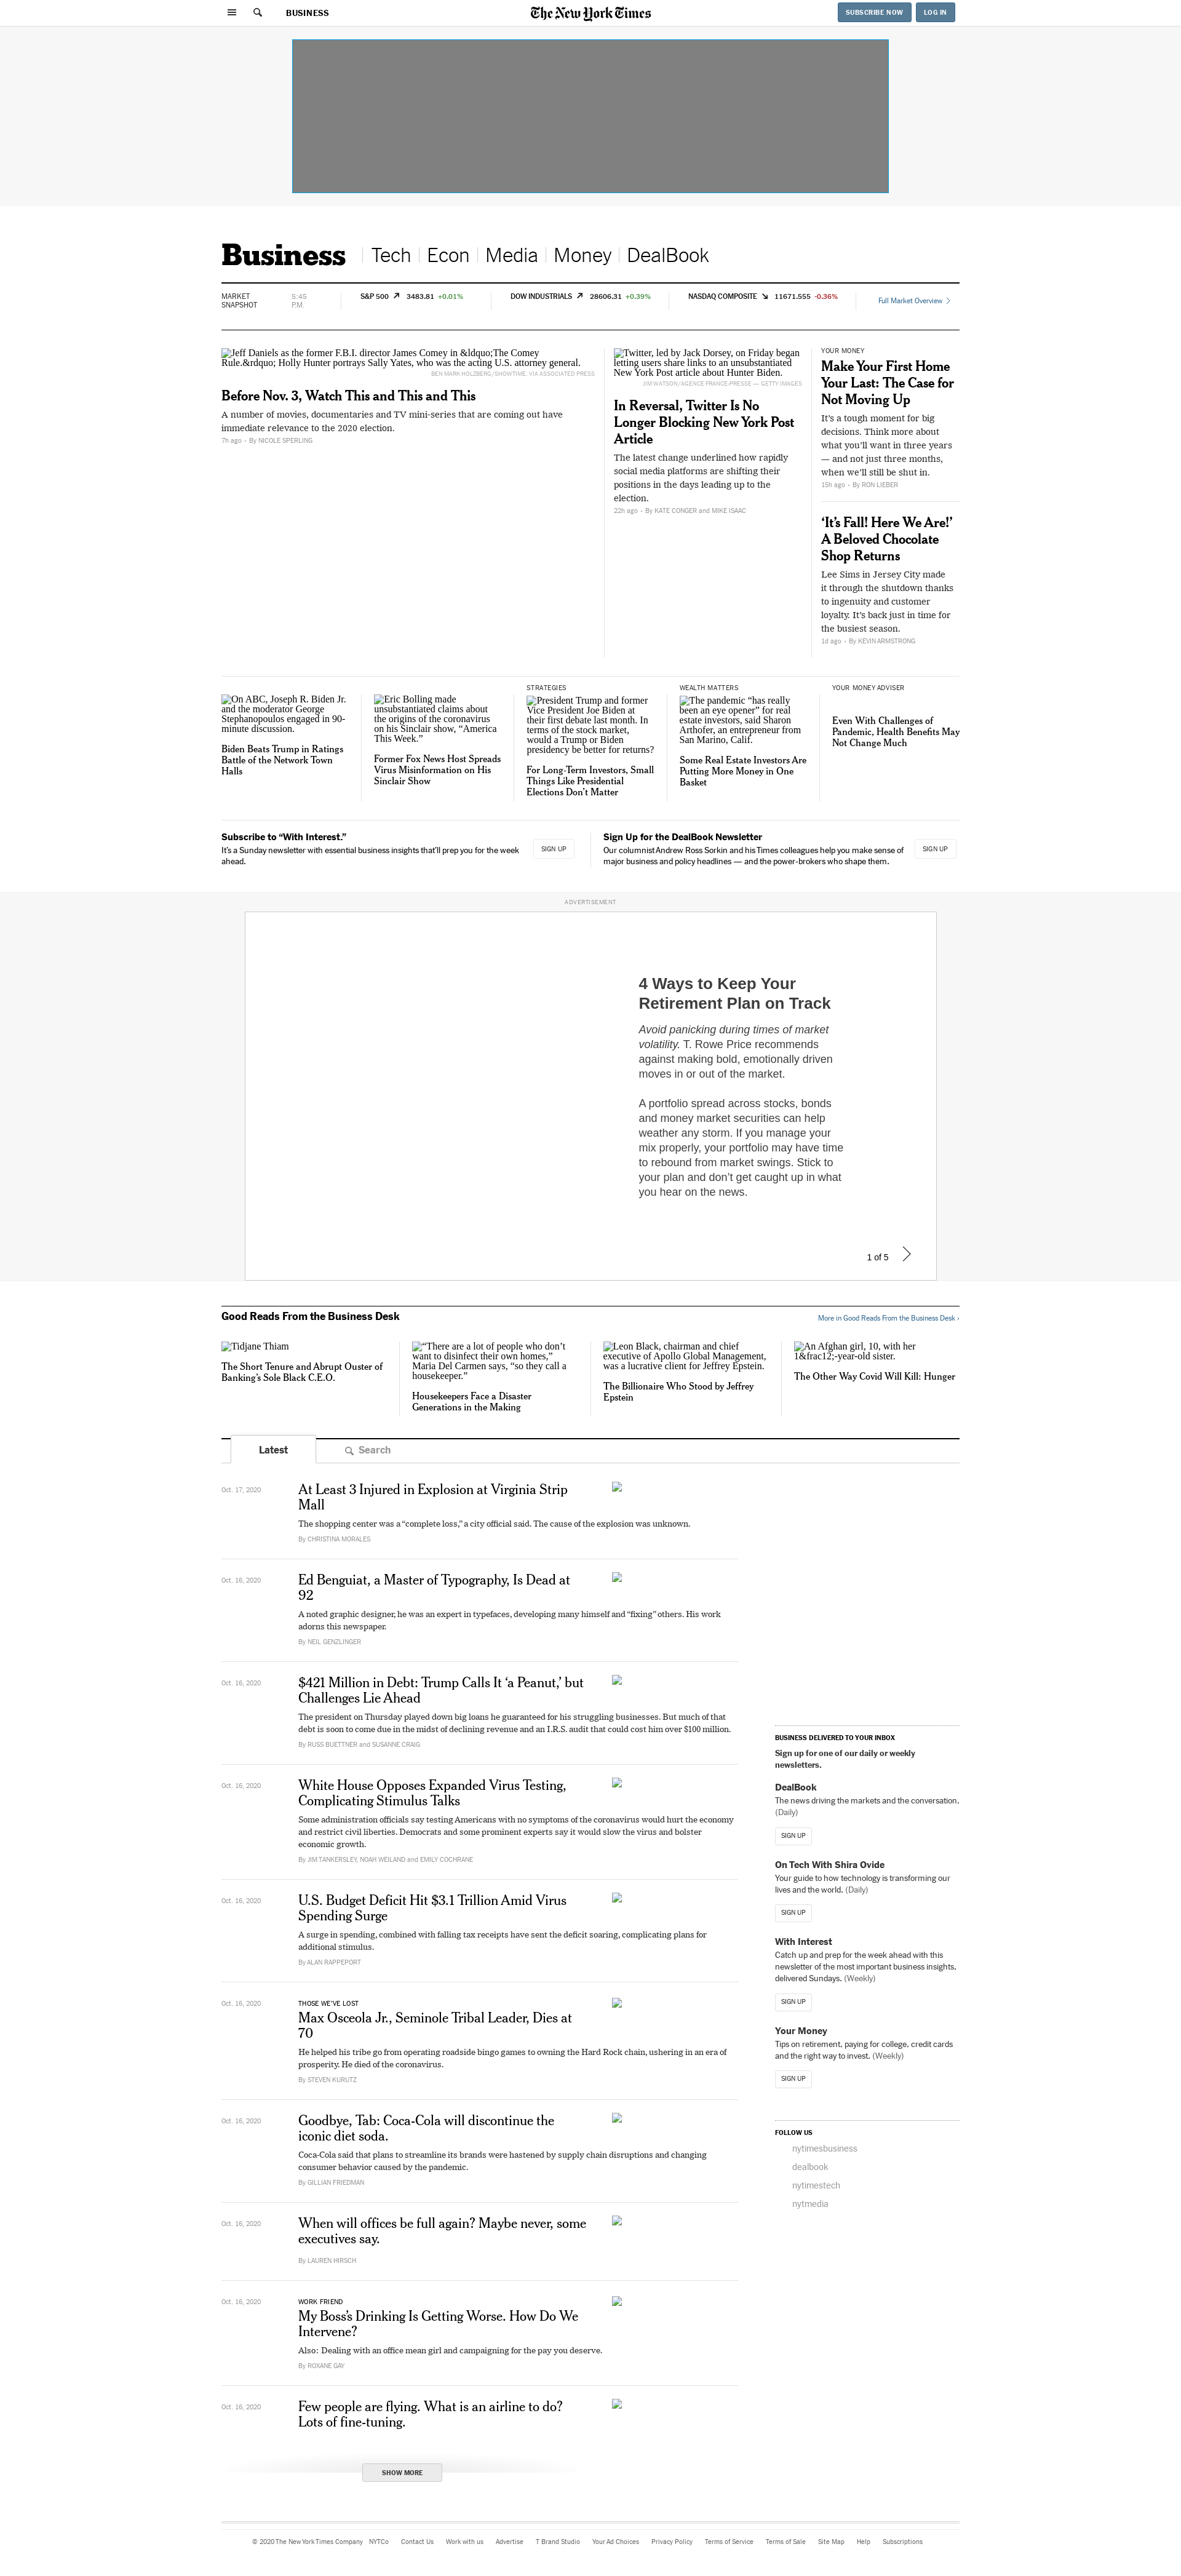 BUSINESS
The New York Times
SUBSCRIBE NOW
LOG IN
Business
Tech
Econ
Media
Money
DealBook
MARKET
SNAPSHOT
5:45
P.M.
S&P 500 3483.81 +0.01%
DOW INDUSTRIALS 28606.31 +0.39%
NASDAQ COMPOSITE 11671.555 -0.36%
Full Market Overview
Jeff Daniels as the former F.B.I. director James Comey in &ldquo;The Comey
Rule.&rdquo; Holly Hunter portrays Sally Yates, who was the acting U.S. attorney general.
BEN MARK HOLZBERG/SHOWTIME, VIA ASSOCIATED PRESS
Before Nov. 3, Watch This and This and This
A number of movies, documentaries and TV mini-series that are coming out have
immediate relevance to the 2020 election.
7h ago - By NICOLE SPERLING
Twitter, led by Jack Dorsey, on Friday began
letting users share links to an unsubstantiated
New York Post article about Hunter Biden.
JIM WATSON/AGENCE FRANCE-PRESSE — GETTY IMAGES
In Reversal, Twitter Is No
Longer Blocking New York Post
Article
The latest change underlined how rapidly
social media platforms are shifting their
positions in the days leading up to the
election.
22h ago - By KATE CONGER and MIKE ISAAC
YOUR MONEY
Make Your First Home
Your Last: The Case for
Not Moving Up
It's a tough moment for big
decisions. Think more about
what you'll want in three years
— and not just three months,
when we'll still be shut in.
15h ago - By RON LIEBER
‘It’s Fall! Here We Are!’
A Beloved Chocolate
Shop Returns
Lee Sims in Jersey City made
it through the shutdown thanks
to ingenuity and customer
loyalty. It's back just in time for
the busiest season.
1d ago - By KEVIN ARMSTRONG
On ABC, Joseph R. Biden Jr.
and the moderator George
Stephanopoulos engaged in 90-
minute discussion.
Biden Beats Trump in Ratings
Battle of the Network Town
Halls
Eric Bolling made
unsubstantiated claims about
the origins of the coronavirus
on his Sinclair show, “America
This Week.”
Former Fox News Host Spreads
Virus Misinformation on His
Sinclair Show
STRATEGIES
President Trump and former
Vice President Joe Biden at
their first debate last month. In
terms of the stock market,
would a Trump or Biden
presidency be better for returns?
For Long-Term Investors, Small
Things Like Presidential
Elections Don't Matter
WEALTH MATTERS
The pandemic “has really
been an eye opener” for real
estate investors, said Sharon
Arthofer, an entrepreneur from
San Marino, Calif.
Some Real Estate Investors Are
Putting More Money in One
Basket
YOUR MONEY ADVISER
Even With Challenges of
Pandemic, Health Benefits May
Not Change Much
Subscribe to “With Interest.”
It's a Sunday newsletter with essential business insights that'll prep you for the week
ahead.
SIGN UP
Sign Up for the DealBook Newsletter
Our columnist Andrew Ross Sorkin and his Times colleagues help you make sense of
major business and policy headlines — and the power-brokers who shape them.
SIGN UP
ADVERTISEMENT
4 Ways to Keep Your
Retirement Plan on Track
Avoid panicking during times of market
volatility. T. Rowe Price recommends
against making bold, emotionally driven
moves in or out of the market.
A portfolio spread across stocks, bonds
and money market securities can help
weather any storm. If you manage your
mix properly, your portfolio may have time
to rebound from market swings. Stick to
your plan and don't get caught up in what
you hear on the news.
1 of 5
Good Reads From the Business Desk
More in Good Reads From the Business Desk ›
Tidjane Thiam
The Short Tenure and Abrupt Ouster of
Banking's Sole Black C.E.O.
“There are a lot of people who don't
want to disinfect their own homes,”
Maria Del Carmen says, “so they call a
housekeeper.”
Housekeepers Face a Disaster
Generations in the Making
Leon Black, chairman and chief
executive of Apollo Global Management,
was a lucrative client for Jeffrey Epstein.
The Billionaire Who Stood by Jeffrey
Epstein
An Afghan girl, 10, with her
1&frac12;-year-old sister.
The Other Way Covid Will Kill: Hunger
Latest
Search
Oct. 17, 2020
At Least 3 Injured in Explosion at Virginia Strip
Mall
The shopping center was a “complete loss,” a city official said. The cause of the explosion was unknown.
By CHRISTINA MORALES
Oct. 16, 2020
Ed Benguiat, a Master of Typography, Is Dead at
92
A noted graphic designer, he was an expert in typefaces, developing many himself and “fixing” others. His work
adorns this newspaper.
By NEIL GENZLINGER
Oct. 16, 2020
$421 Million in Debt: Trump Calls It ‘a Peanut,’ but
Challenges Lie Ahead
The president on Thursday played down big loans he guaranteed for his struggling businesses. But much of that
debt is soon to come due in the midst of declining revenue and an I.R.S. audit that could cost him over $100 million.
By RUSS BUETTNER and SUSANNE CRAIG
Oct. 16, 2020
White House Opposes Expanded Virus Testing,
Complicating Stimulus Talks
Some administration officials say testing Americans with no symptoms of the coronavirus would hurt the economy
and restrict civil liberties. Democrats and some prominent experts say it would slow the virus and bolster
economic growth.
By JIM TANKERSLEY, NOAH WEILAND and EMILY COCHRANE
Oct. 16, 2020
U.S. Budget Deficit Hit $3.1 Trillion Amid Virus
Spending Surge
A surge in spending, combined with falling tax receipts have sent the deficit soaring, complicating plans for
additional stimulus.
By ALAN RAPPEPORT
Oct. 16, 2020
THOSE WE'VE LOST
Max Osceola Jr., Seminole Tribal Leader, Dies at
70
He helped his tribe go from operating roadside bingo games to owning the Hard Rock chain, ushering in an era of
prosperity. He died of the coronavirus.
By STEVEN KURUTZ
Oct. 16, 2020
Goodbye, Tab: Coca-Cola will discontinue the
iconic diet soda.
Coca-Cola said that plans to streamline its brands were hastened by supply chain disruptions and changing
consumer behavior caused by the pandemic.
By GILLIAN FRIEDMAN
Oct. 16, 2020
When will offices be full again? Maybe never, some
executives say.
By LAUREN HIRSCH
Oct. 16, 2020
WORK FRIEND
My Boss's Drinking Is Getting Worse. How Do We
Intervene?
Also: Dealing with an office mean girl and campaigning for the pay you deserve.
By ROXANE GAY
Oct. 16, 2020
Few people are flying. What is an airline to do?
Lots of fine-tuning.
SHOW MORE
BUSINESS DELIVERED TO YOUR INBOX
Sign up for one of our daily or weekly
newsletters.
DealBook
The news driving the markets and the conversation.
(Daily)
SIGN UP
On Tech With Shira Ovide
Your guide to how technology is transforming our
lives and the world. (Daily)
SIGN UP
With Interest
Catch up and prep for the week ahead with this
newsletter of the most important business insights,
delivered Sundays. (Weekly)
SIGN UP
Your Money
Tips on retirement, paying for college, credit cards
and the right way to invest. (Weekly)
SIGN UP
FOLLOW US
nytimesbusiness
dealbook
nytimestech
nytmedia
© 2020 The New York Times Company NYTCo Contact Us Work with us Advertise T Brand Studio Your Ad Choices Privacy Policy Terms of Service Terms of Sale Site Map Help Subscriptions